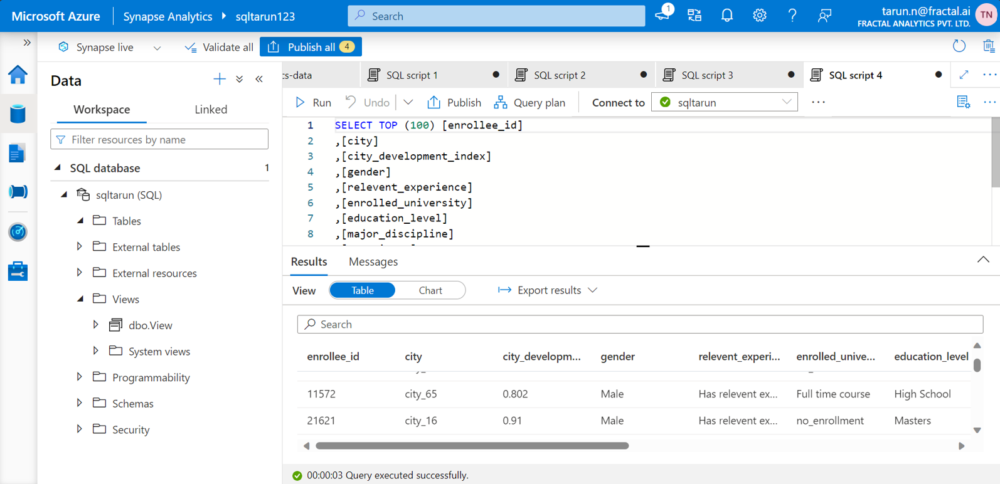 Microsoft Azure
Synapse Analytics
sqltarun123
Search
1
tarun.n@fractal.ai
FRACTAL ANALYTICS PVT. LTD.
TN
Synapse live
Validate all
Publish all 4
Data
Workspace
Linked
Filter resources by name
SQL database 1
sqltarun (SQL)
Tables
External tables
External resources
Views
dbo.View
System views
Programmability
Schemas
Security
cs-data
SQL script 1
SQL script 2
SQL script 3
SQL script 4
Run
Undo
Publish
Query plan
Connect to
sqltarun
1 SELECT TOP (100) [enrollee_id]
2 ,[city]
3 ,[city_development_index]
4 ,[gender]
5 ,[relevent_experience]
6 ,[enrolled_university]
7 ,[education_level]
8 ,[major_discipline]
Results
Messages
View
Table
Chart
Export results
Search
enrollee_id city city_developm... gender relevent_experi... enrolled_unive... education_level
11572 city_65 0.802 Male Has relevent ex... Full time course High School
21621 city_16 0.91 Male Has relevent ex... no_enrollment Masters
00:00:03 Query executed successfully.